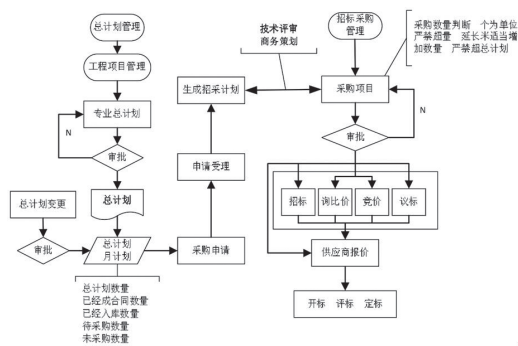 总计划管理
工程项目管理
专业总计划
N
审批
总计划
总计划变更
审批
总计划
月计划
总计划数量
已经成合同数量
已经入库数量
待采购数量
未采购数量
生成招采计划
申请受理
采购申请
技术评审
商务策划
招标采购
管理
采购数量判断 个为单位
严禁超量 延长米适当增
加数量 严禁超总计划
采购项目
N
审批
招标
询比价
竞价
议标
供应商报价
开标 评标 定标